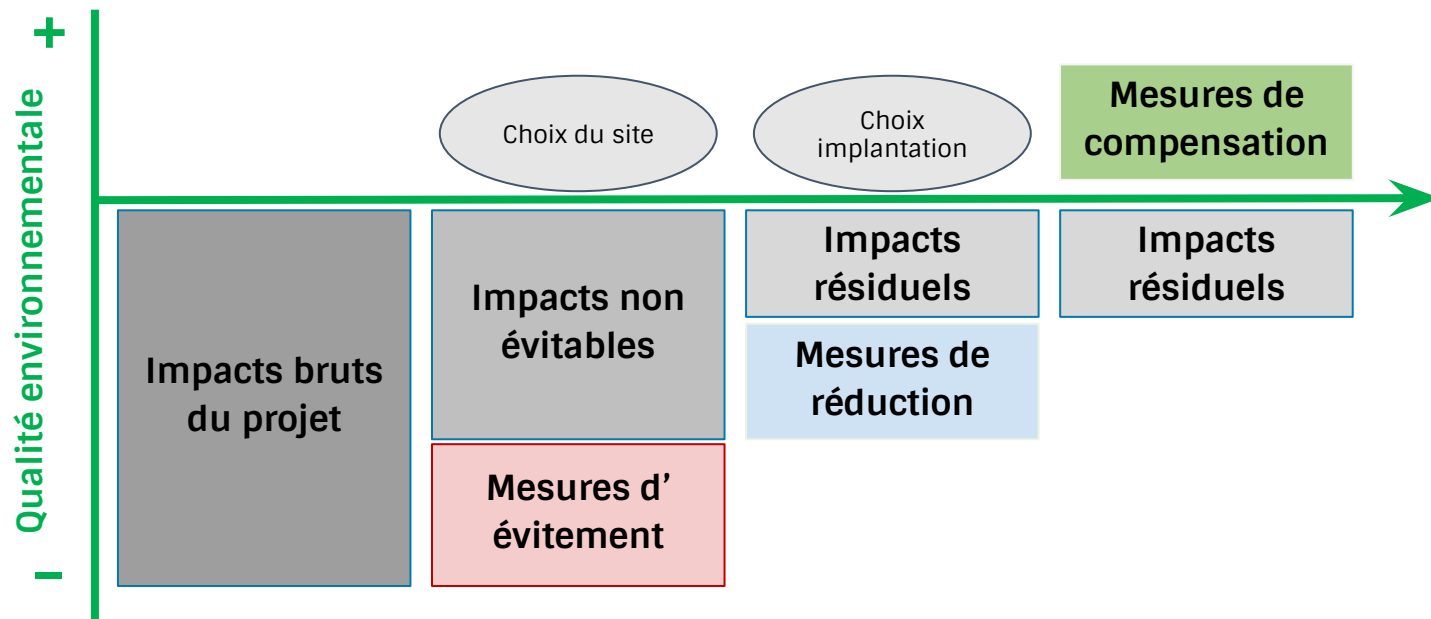 +
Qualité environnementale
–
Choix du site
Choix
implantation
Mesures de
compensation
Impacts bruts
du projet
Impacts non
évitables
Mesures d’
évitement
Impacts
résiduels
Mesures de
réduction
Impacts
résiduels